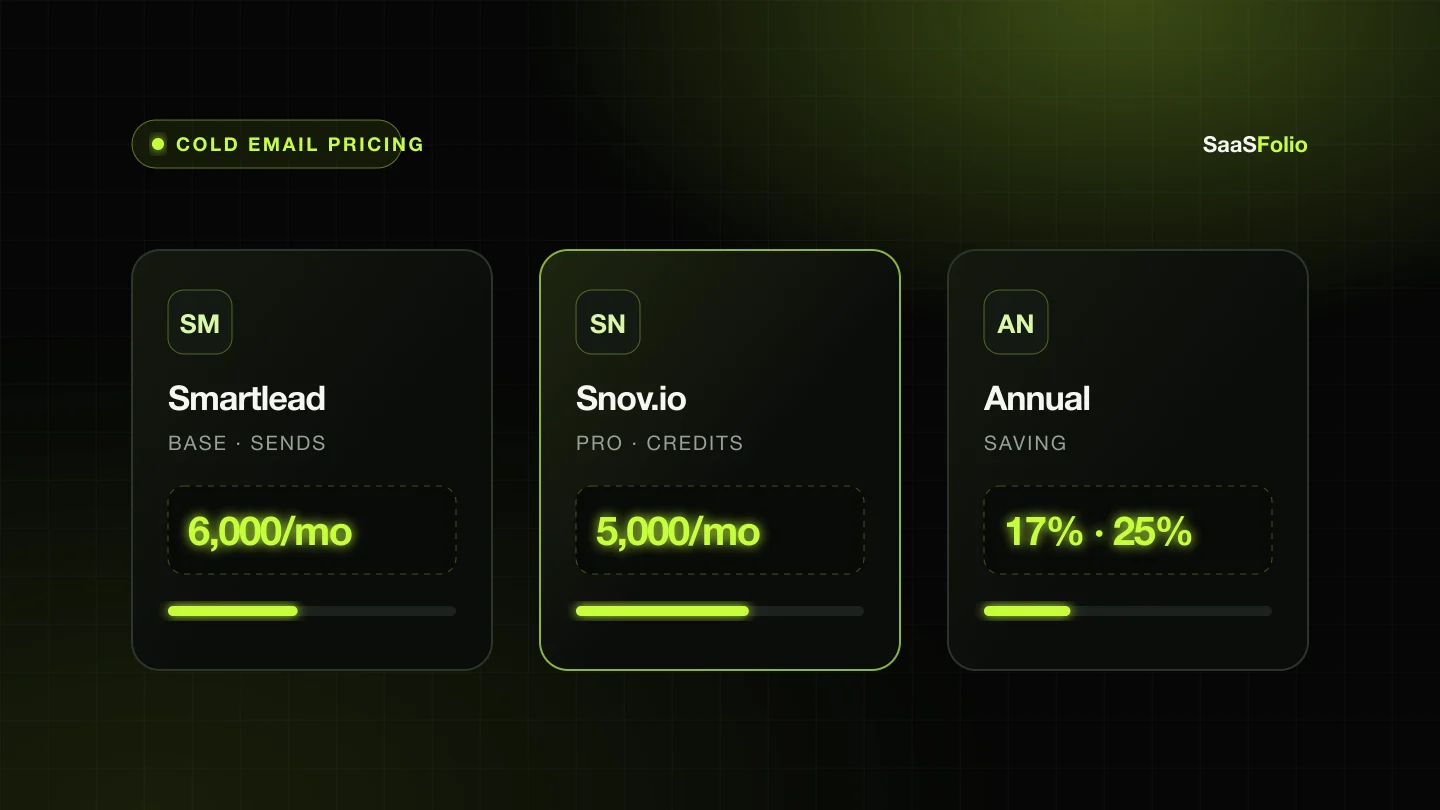 COLD EMAIL PRICING
SaaSFolio
SM
Smartlead
BASE · SENDS
6,000/mo
SN
Snov.io
PRO · CREDITS
5,000/mo
AN
Annual
SAVING
17% · 25%